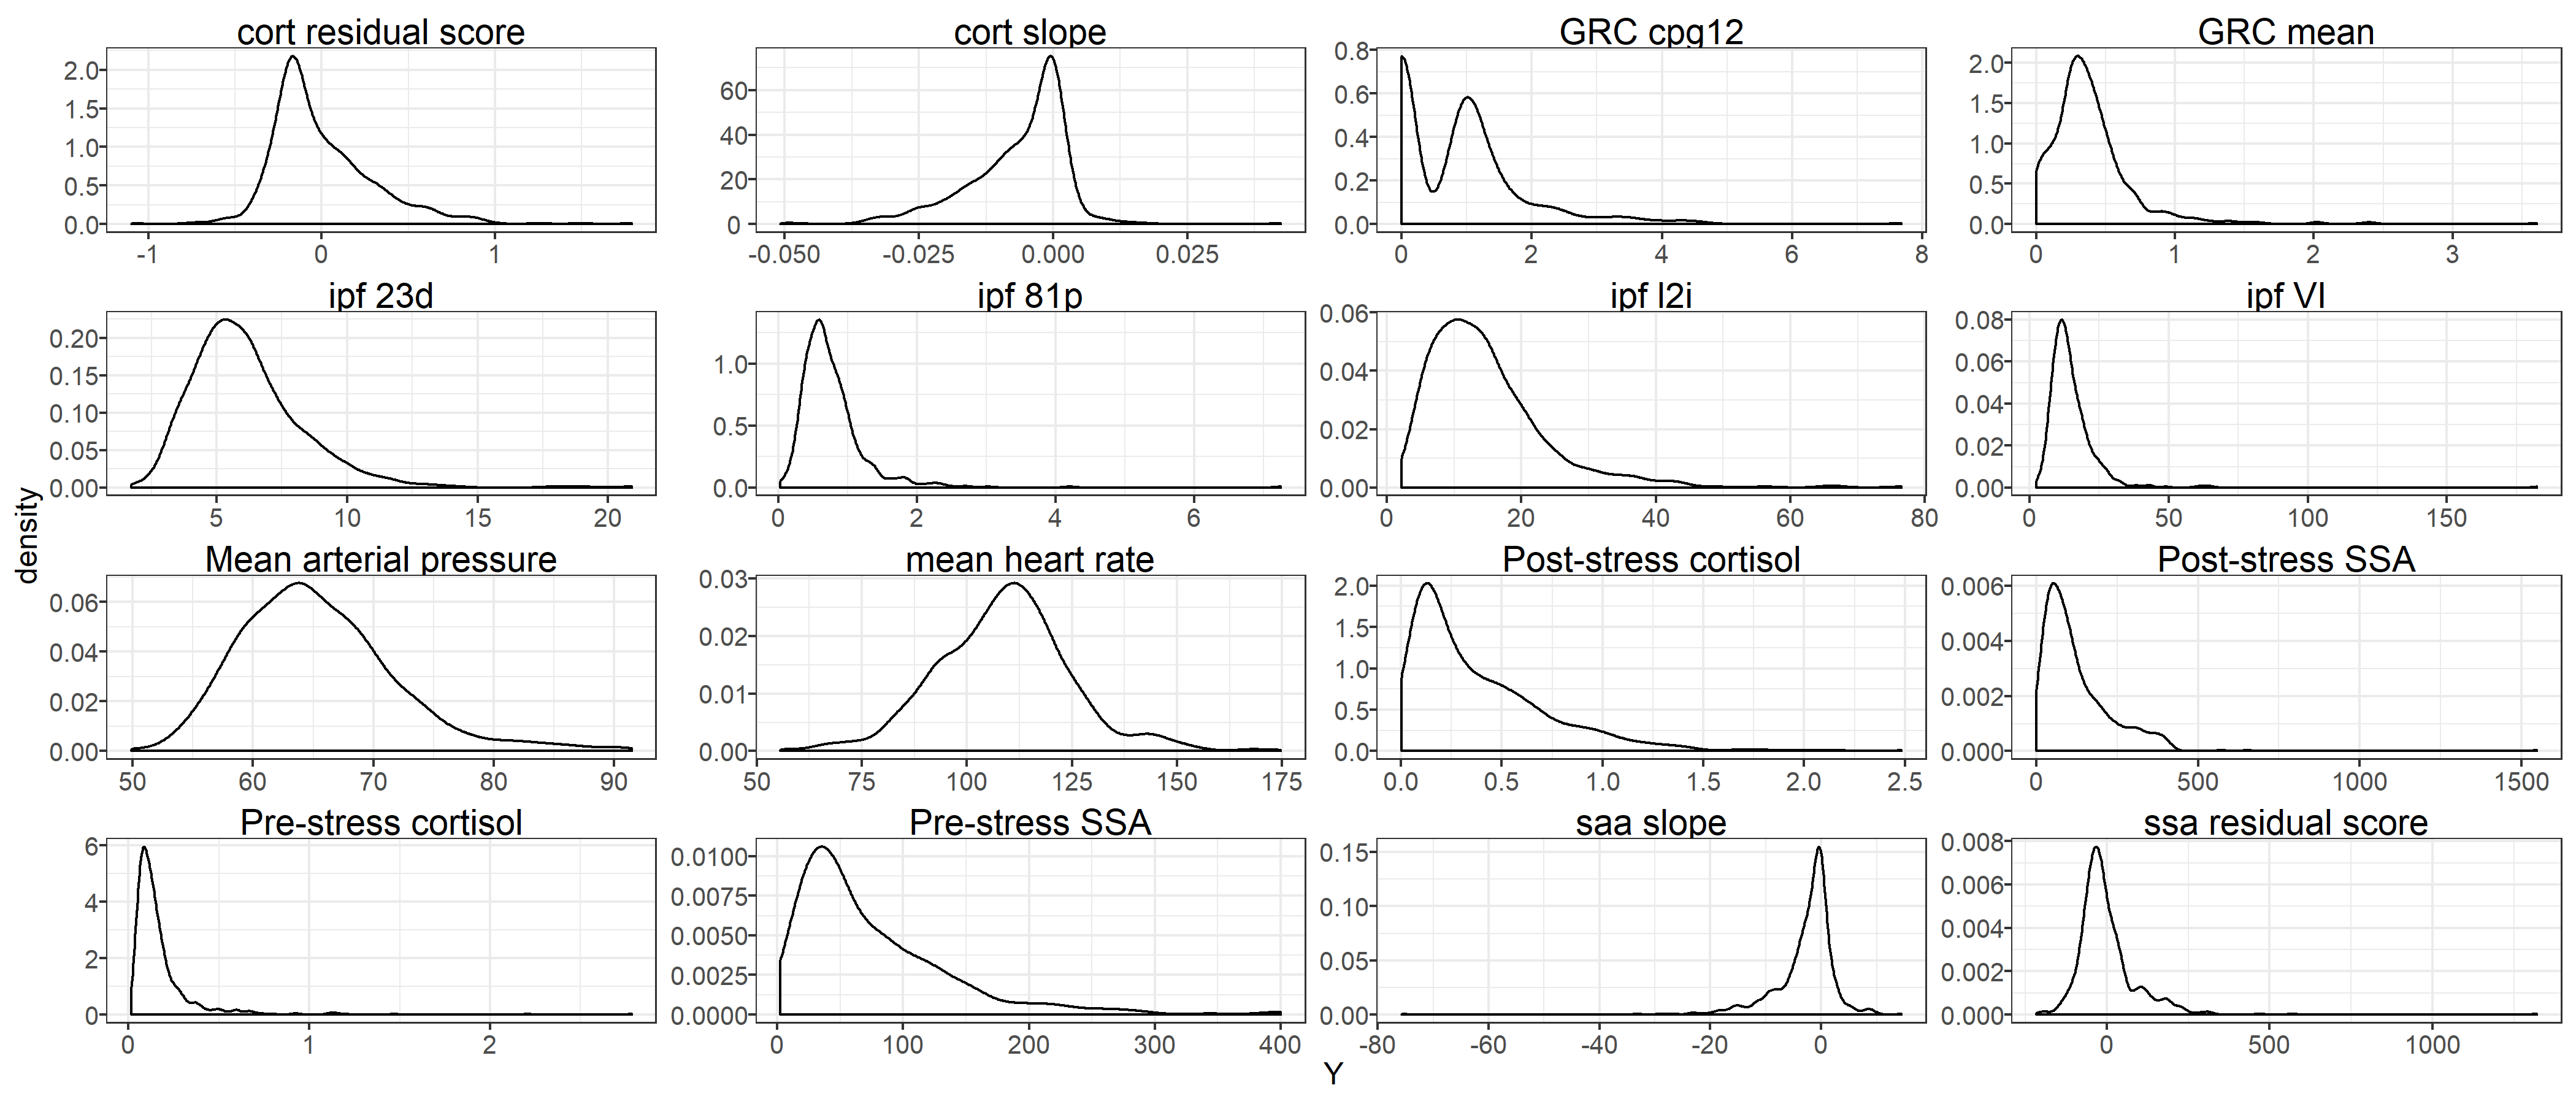 cort residual score
cort slope
GRC cpg12
GRC mean
2.0
1.5
1.0
0.5
0.0
-1 0 1
60
40
20
0
-0.050 -0.025 0.000 0.025
0.8
0.6
0.4
0.2
0.0
0 2 4 6 8
2.0
1.5
1.0
0.5
0.0
0 1 2 3
ipf 23d
ipf 81p
ipf l2i
ipf VI
0.20
0.15
0.10
0.05
0.00
5 10 15 20
1.0
0.5
0.0
0 2 4 6
0.06
0.04
0.02
0.00
0 20 40 60 80
0.08
0.06
0.04
0.02
0.00
0 50 100 150
density
Mean arterial pressure
mean heart rate
Post-stress cortisol
Post-stress SSA
0.06
0.04
0.02
0.00
50 60 70 80 90
0.03
0.02
0.01
0.00
50 75 100 125 150 175
2.0
1.5
1.0
0.5
0.0
0.0 0.5 1.0 1.5 2.0 2.5
0.006
0.004
0.002
0.000
0 500 1000 1500
Pre-stress cortisol
Pre-stress SSA
saa slope
ssa residual score
6
4
2
0
0 1 2
0.0100
0.0075
0.0050
0.0025
0.0000
0 100 200 300 400
0.15
0.10
0.05
0.00
-80 -60 -40 -20 0
0.008
0.006
0.004
0.002
0.000
0 500 1000
Y